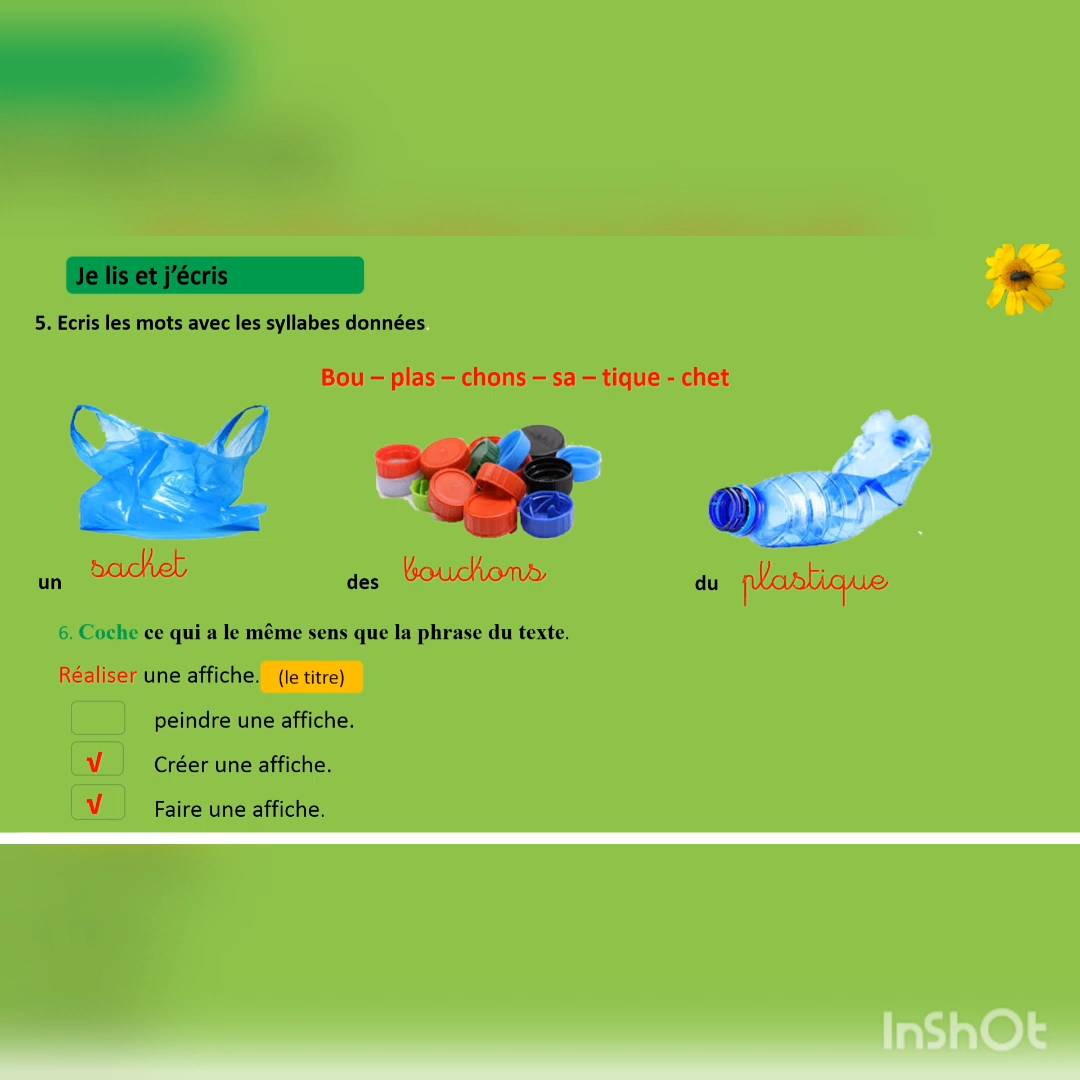 Je lis et j'écris
5. Ecris les mots avec les syllabes données.
Bou – plas – chons – sa – tique - chet
un sachet
des bouchons
du plastique
6. Coche ce qui a le même sens que la phrase du texte.
Réaliser une affiche. (le titre)
peindre une affiche.
√ Créer une affiche.
√ Faire une affiche.
InShOt